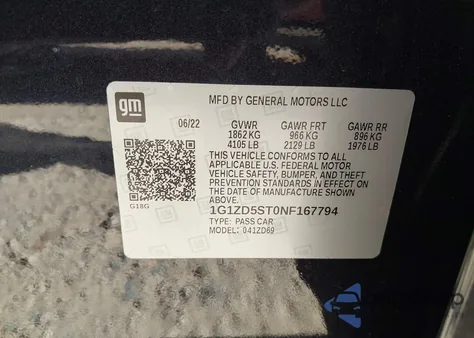 gm
MFD BY GENERAL MOTORS LLC
06/22 GVWR GAWR FRT GAWR RR
1862 KG 966 KG 896 KG
4105 LB 2129 LB 1976 LB
THIS VEHICLE CONFORMS TO ALL
APPLICABLE U.S. FEDERAL MOTOR
VEHICLE SAFETY, BUMPER, AND THEFT
PREVENTION STANDARDS IN EFFECT ON THE
DATE OF MANUFACTURE SHOWN
ABOVE.
G18G
1G1ZD5ST0NF167794
TYPE: PASS CAR
MODEL: 041ZD69